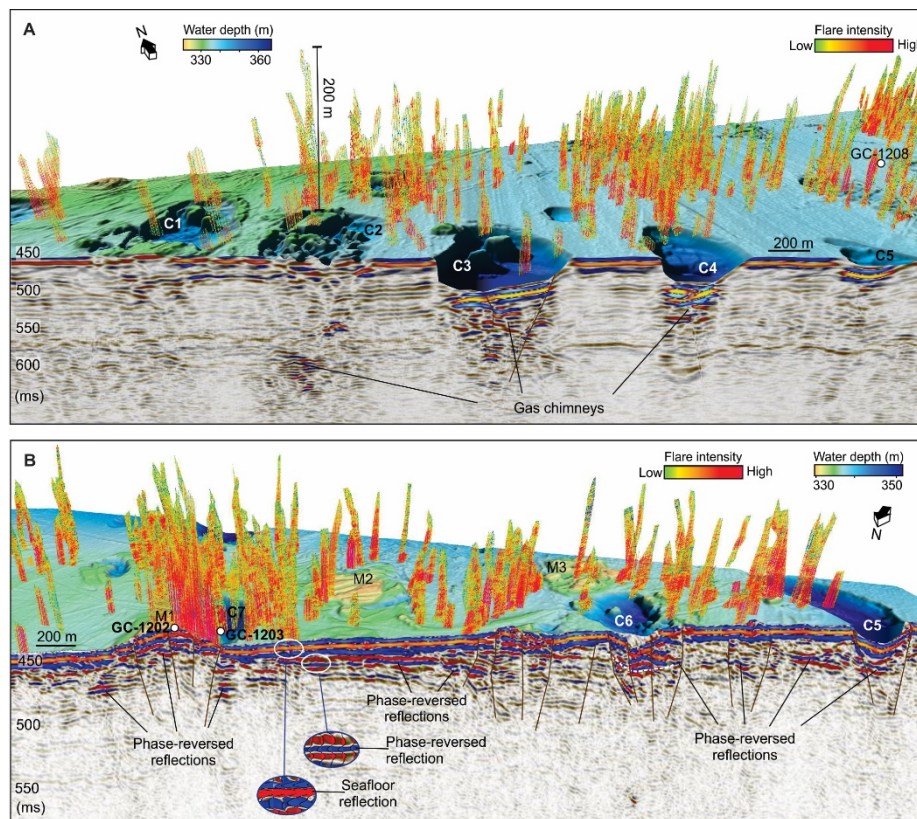 A
N
Water depth (m)
330 360
Flare intensity
Low High
200 m
GC-1208
C1
C2
C3
C4
C5
200 m
450
500
550
600
(ms)
Gas chimneys
B
Flare intensity
Low High
Water depth (m)
330 350
N
M2
M3
M1
C7
GC-1202
GC-1203
C6
C5
200 m
450
500
550
(ms)
Phase-reversed
reflections
Phase-reversed
reflections
Phase-reversed
reflections
Phase-reversed
reflection
Seafloor
reflection